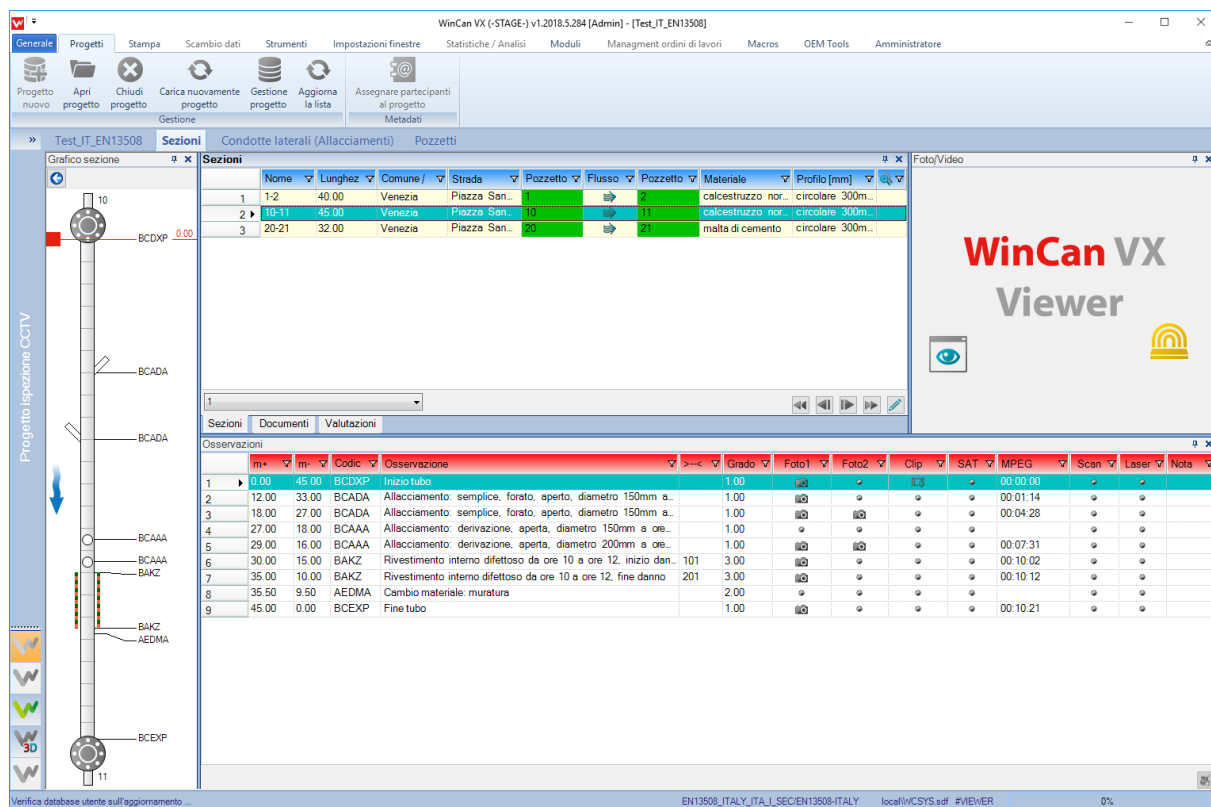 WinCan VX (-STAGE-) v1.2018.5.284 [Admin] - [Test_IT_EN13508]
Generale Progetti Stampa Scambio dati Strumenti Impostazioni finestre Statistiche / Analisi Moduli Managment ordini di lavori Macros OEM Tools Amministratore
Progetto nuovo Apri progetto Chiudi progetto Carica nuovamente progetto Gestione progetto Aggiorna la lista Assegnare partecipanti al progetto
Gestione Metadati
» Test_IT_EN13508 Sezioni Condotte laterali (Allacciamenti) Pozzetti
Progetto ispezione CCTV
Grafico sezione
10
BCDXP 0.00
BCADA
BCADA
BCAAA
BCAAA
BAKZ
BAKZ
AEDMA
BCEXP
11
3D
Sezioni
Nome Lunghez Comune / Strada Pozzetto Flusso Pozzetto Materiale Profilo [mm]
1 1-2 40.00 Venezia Piazza San... 1 2 calcestruzzo nor... circolare 300m...
2 10-11 45.00 Venezia Piazza San... 10 11 calcestruzzo nor... circolare 300m...
3 20-21 32.00 Venezia Piazza San... 20 21 malta di cemento circolare 300m...
1
Sezioni Documenti Valutazioni
Foto/Video
WinCan VX
Viewer
Osservazioni
m+ m- Codic Osservazione >---< Grado Foto1 Foto2 Clip SAT MPEG Scan Laser Nota
1 0.00 45.00 BCDXP Inizio tubo 1.00 00:00:00
2 12.00 33.00 BCADA Allacciamento: semplice, forato, aperto, diametro 150mm a... 1.00 00:01:14
3 18.00 27.00 BCADA Allacciamento: semplice, forato, aperto, diametro 150mm a... 1.00 00:04:28
4 27.00 18.00 BCAAA Allacciamento: derivazione, aperta, diametro 150mm a ore... 1.00
5 29.00 16.00 BCAAA Allacciamento: derivazione, aperta, diametro 200mm a ore... 1.00 00:07:31
6 30.00 15.00 BAKZ Rivestimento interno difettoso da ore 10 a ore 12, inizio dan... 101 3.00 00:10:02
7 35.00 10.00 BAKZ Rivestimento interno difettoso da ore 10 a ore 12, fine danno 201 3.00 00:10:12
8 35.50 9.50 AEDMA Cambio materiale: muratura 2.00
9 45.00 0.00 BCEXP Fine tubo 1.00 00:10:21
Verifica database utente sull'aggiornamento ... EN13508_ITALY_ITA_I_SEC/EN13508-ITALY local\WCSYS.sdf #VIEWER 0%